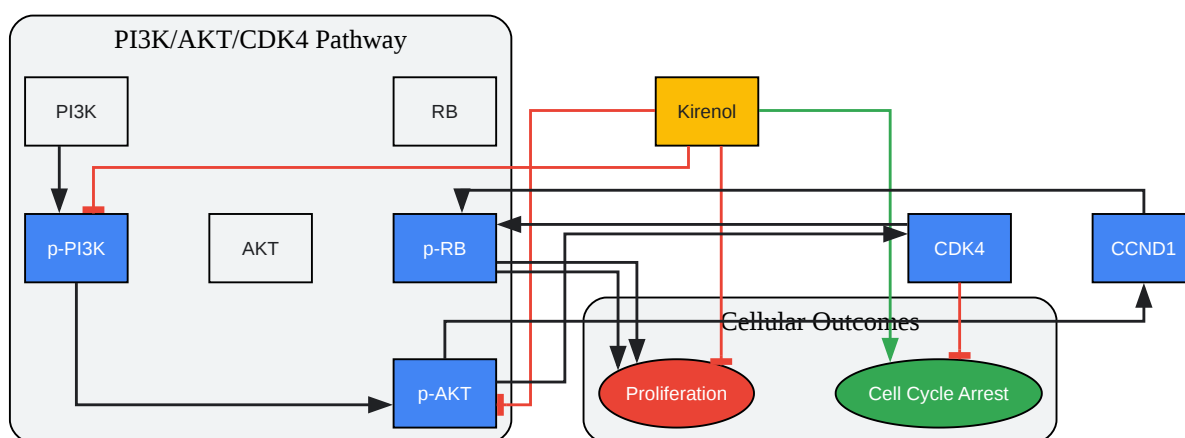 PI3K/AKT/CDK4 Pathway
PI3K
RB
Kirenol
p-PI3K
AKT
p-RB
CDK4
CCND1
Cellular Outcomes
p-AKT
Proliferation
Cell Cycle Arrest